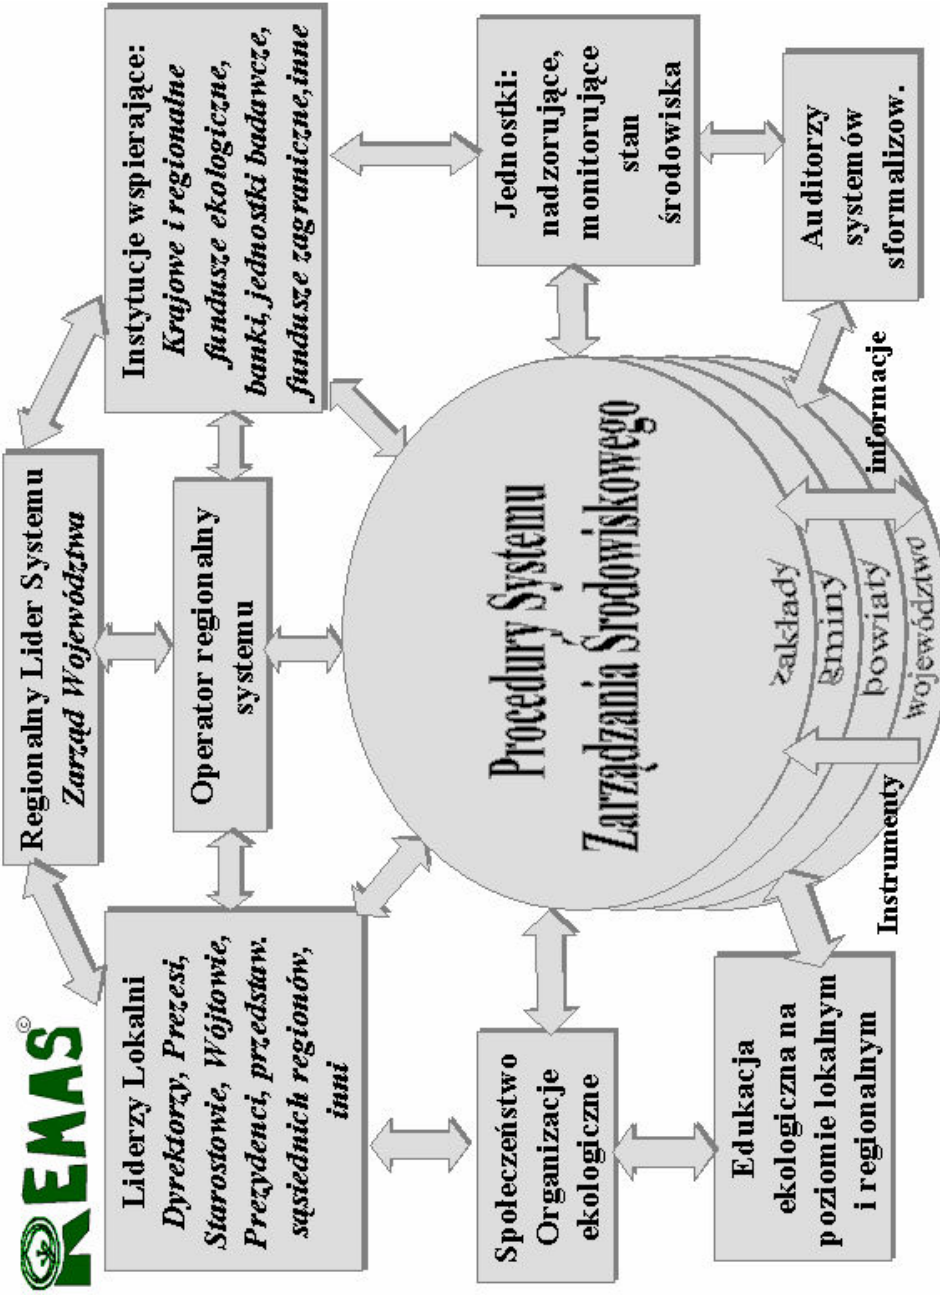 REMAS
©
Regionalny Lider Systemu
Zarząd Województwa
Liderzy Lokalni
Dyrektorzy, Prezesi,
Starostowie, Wójtowie,
Prezydenci, przedstaw.
sąsiednich regionów,
inni
Operator regionalny
systemu
Instytucje wspierające:
Krajowe i regionalne
fundusze ekologiczne,
banki, jednostki badawcze,
fundusze zagraniczne,inne
Społeczeństwo
Organizacje
ekologiczne
Procedury Systemu
Zarządzania Środowiskowego
Jednostki:
nadzorujące,
monitorujące
stan
środowiska
Edukacja
ekologiczna na
poziomie lokalnym
i regionalnym
Instrumenty
zakłady
gminy
powiaty
województwo
informacje
Auditorzy
systemów
sformalizow.